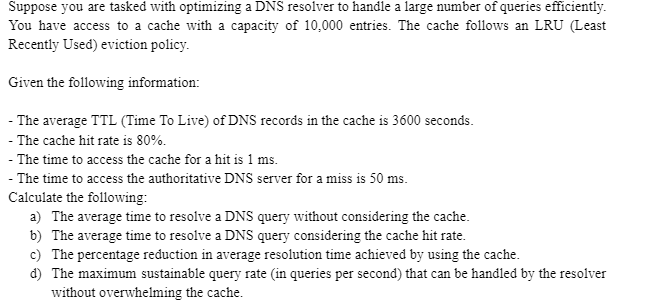 Suppose you are tasked with optimizing a DNS resolver to handle a large number of queries efficiently.
You have access to a cache with a capacity of 10,000 entries. The cache follows an LRU (Least
Recently Used) eviction policy.
Given the following information:
- The average TTL (Time To Live) of DNS records in the cache is 3600 seconds.
- The cache hit rate is 80%.
- The time to access the cache for a hit is 1 ms.
- The time to access the authoritative DNS server for a miss is 50 ms.
Calculate the following:
a) The average time to resolve a DNS query without considering the cache.
b) The average time to resolve a DNS query considering the cache hit rate.
c) The percentage reduction in average resolution time achieved by using the cache.
d) The maximum sustainable query rate (in queries per second) that can be handled by the resolver
without overwhelming the cache.